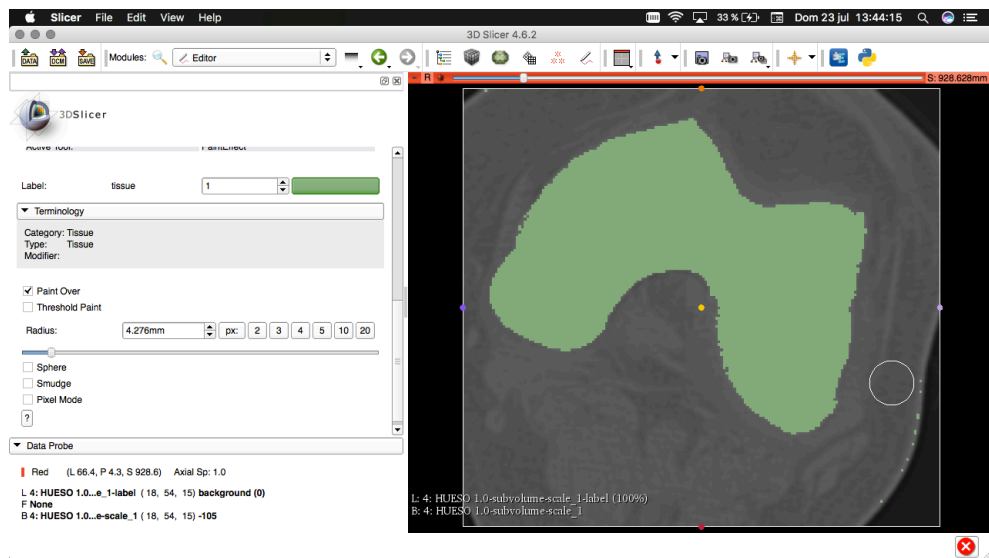 Slicer File Edit View Help 33 % Dom 23 jul 13:44:15
3D Slicer 4.6.2
DATA DCM SAVE Modules: Editor
R S: 928.628mm
3DSlicer
Active Tool: PaintEffect
Label: tissue 1
Terminology
Category: Tissue
Type: Tissue
Modifier:
Paint Over
Threshold Paint
Radius: 4.276mm px: 2 3 4 5 10 20
Sphere
Smudge
Pixel Mode
?
Data Probe
Red (L 66.4, P 4.3, S 928.6) Axial Sp: 1.0
L 4: HUESO 1.0...e_1-label ( 18, 54, 15) background (0)
F None
B 4: HUESO 1.0...e-scale_1 ( 18, 54, 15) -105
L: 4: HUESO 1.0-subvolume-scale_1-label (100%)
B: 4: HUESO 1.0-subvolume-scale_1